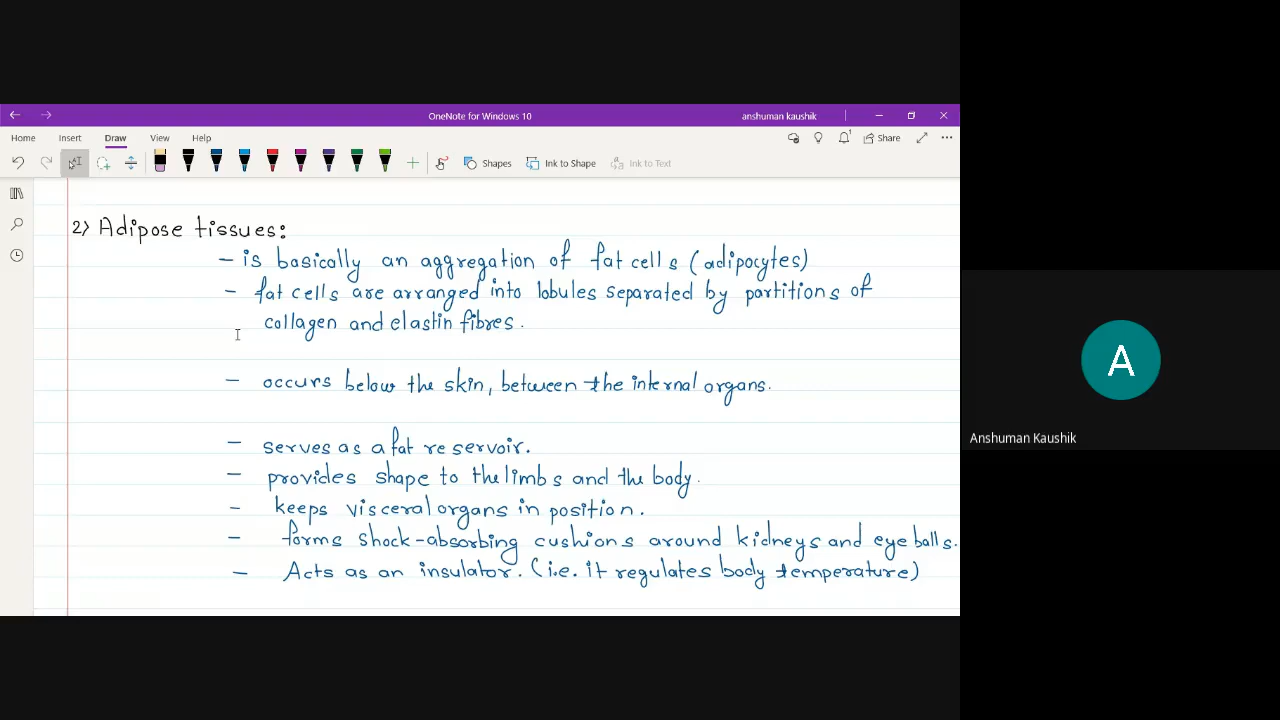 OneNote for Windows 10
anshuman kaushik
Home Insert Draw View Help
Share
Shapes Ink to Shape Ink to Text
2) Adipose tissues:
- is basically an aggregation of fat cells (adipocytes)
- fat cells are arranged into lobules separated by partitions of
collagen and elastin fibres.
- occurs below the skin, between the internal organs.
- serves as a fat reservoir.
- provides shape to the limbs and the body.
- keeps visceral organs in position.
- forms shock-absorbing cushions around kidneys and eye balls.
- Acts as an insulator. (i.e. it regulates body temperature)
A
Anshuman Kaushik